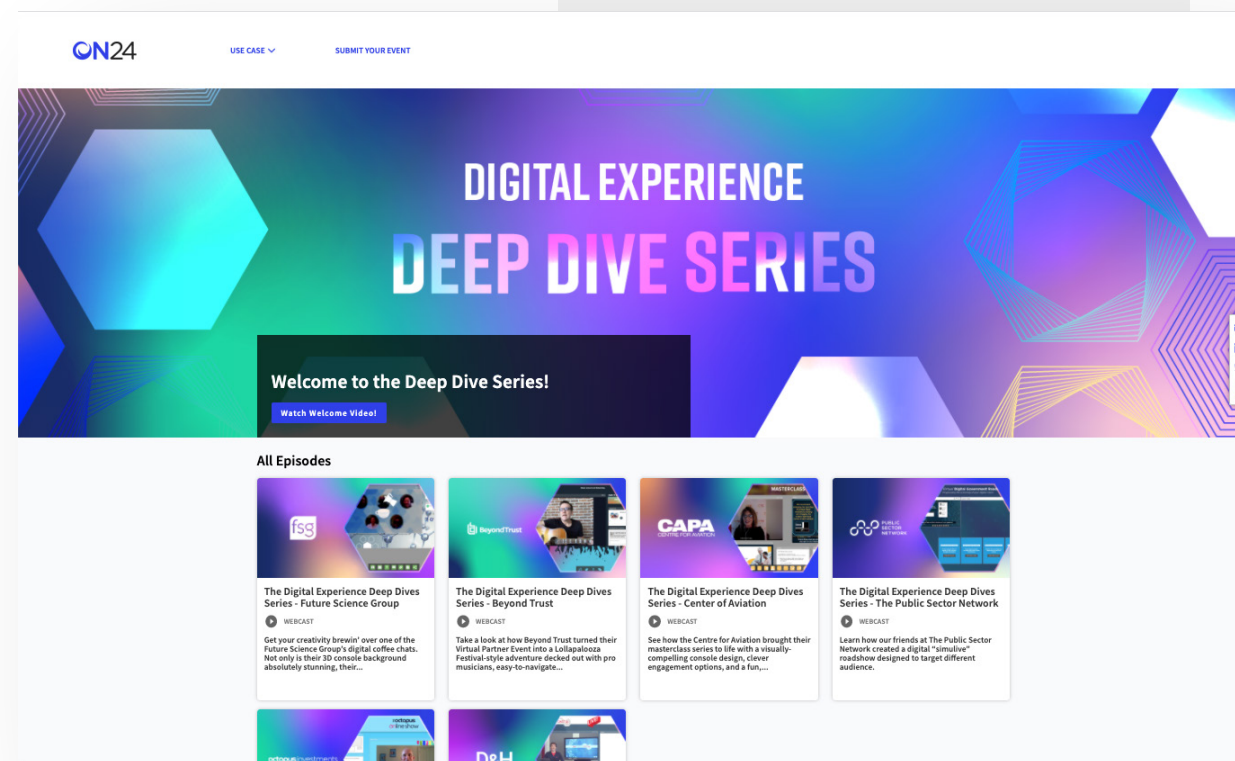 ON24
USE CASE
SUBMIT YOUR EVENT
DIGITAL EXPERIENCE
DEEP DIVE SERIES
Welcome to the Deep Dive Series!
Watch Welcome Video!
All Episodes
fsg
The Digital Experience Deep Dives
Series - Future Science Group
WEBCAST
Get your creativity brewin' over one of the
Future Science Group's digital coffee chats.
Not only is their 3D console background
absolutely stunning, their...
BeyondTrust
The Digital Experience Deep Dives
Series - Beyond Trust
WEBCAST
Take a look at how Beyond Trust turned their
Virtual Partner Event into a Lollapalooza
Festival-style adventure decked out with pro
musicians, easy-to-navigate...
MASTERCLASS
CAPA
CENTRE FOR AVIATION
The Digital Experience Deep Dives
Series - Center of Aviation
WEBCAST
See how the Centre for Aviation brought their
masterclass series to life with a visually-
compelling console design, clever
engagement options, and a fun,...
PUBLIC
SECTOR
NETWORK
The Digital Experience Deep Dives
Series - The Public Sector Network
WEBCAST
Learn how our friends at The Public Sector
Network created a digital "simulive"
roadshow designed to target different
audience.
octopus
octopus investments
D&H